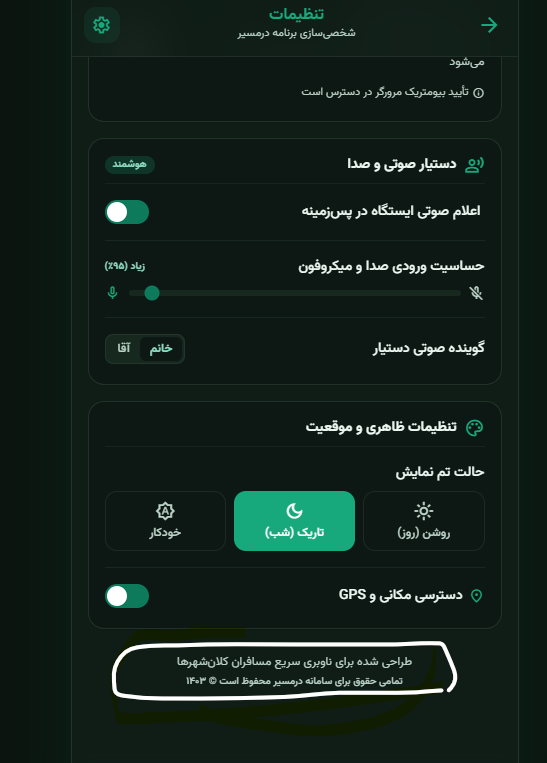 تنظیمات
شخصی‌سازی برنامه درمسیر
می‌شود
تأیید بیومتریک مرورگر در دسترس است
دستیار صوتی و صدا
هوشمند
اعلام صوتی ایستگاه در پس‌زمینه
حساسیت ورودی صدا و میکروفون
زیاد (۹۵٪)
گوینده صوتی دستیار
خانم
آقا
تنظیمات ظاهری و موقعیت
حالت تم نمایش
روشن (روز)
تاریک (شب)
خودکار
دسترسی مکانی و GPS
طراحی شده برای ناوبری سریع مسافران کلان‌شهرها
تمامی حقوق برای سامانه درمسیر محفوظ است © ۱۴۰۳